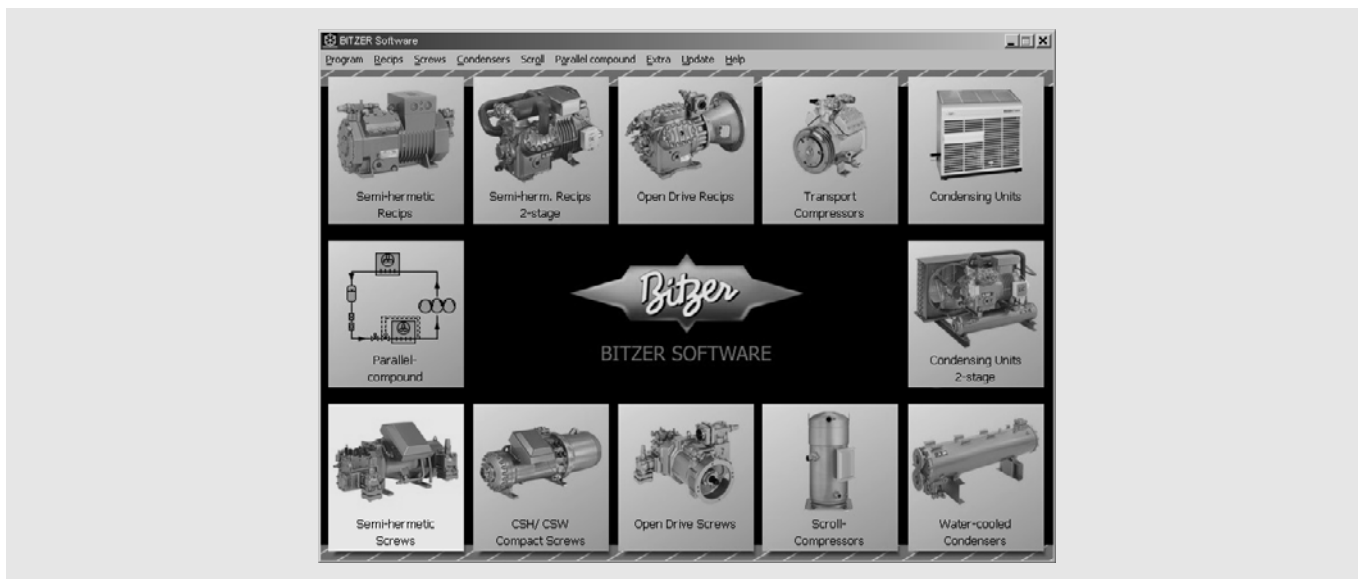 BITZER Software
Program Recips Screws Condensers Scroll Parallel compound Extra Update Help
Semi-hermetic
Recips
Semi-herm. Recips
2-stage
Open Drive Recips
Transport
Compressors
Condensing Units
Parallel-
compound
Bitzer
BITZER SOFTWARE
Condensing Units
2-stage
Semi-hermetic
Screws
CSH/ CSW
Compact Screws
Open Drive Screws
Scroll-
Compressors
Water-cooled
Condensers